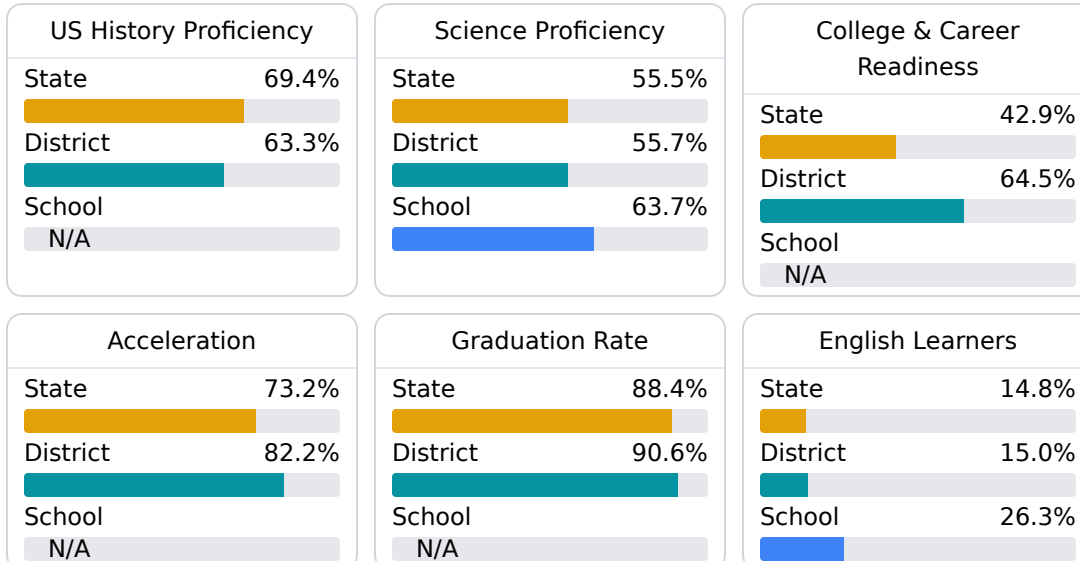 US History Proficiency
State 69.4%
District 63.3%
School
N/A
Science Proficiency
State 55.5%
District 55.7%
School 63.7%
College & Career
Readiness
State 42.9%
District 64.5%
School
N/A
Acceleration
State 73.2%
District 82.2%
School
N/A
Graduation Rate
State 88.4%
District 90.6%
School
N/A
English Learners
State 14.8%
District 15.0%
School 26.3%